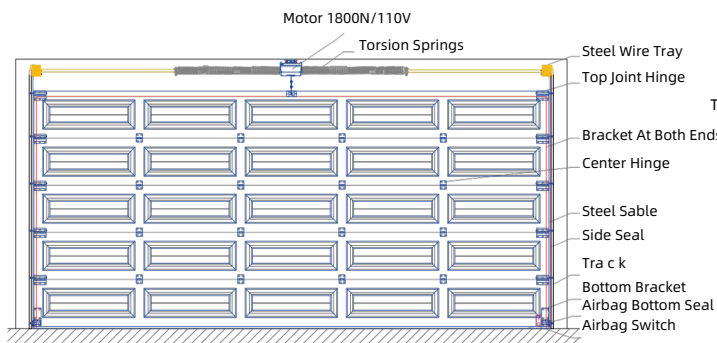 Motor 1800N/110V
Torsion Springs
Steel Wire Tray
Top Joint Hinge
T
Bracket At Both Ends
Center Hinge
Steel Sable
Side Seal
Tra c k
Bottom Bracket
Airbag Bottom Seal
Airbag Switch